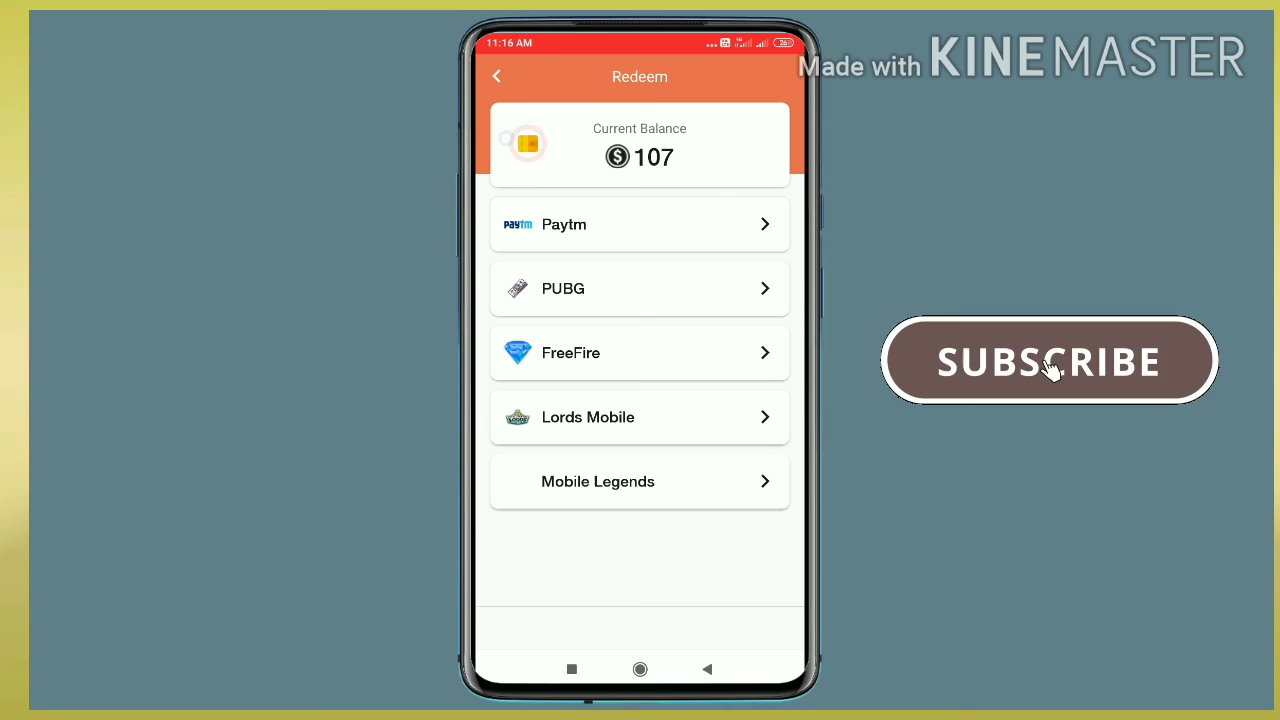 11:16 AM
26
Made with KINEMASTER
Redeem
Current Balance
$ 107
Paytm Paytm
PUBG
FreeFire
Lords Mobile
Mobile Legends
SUBSCRIBE